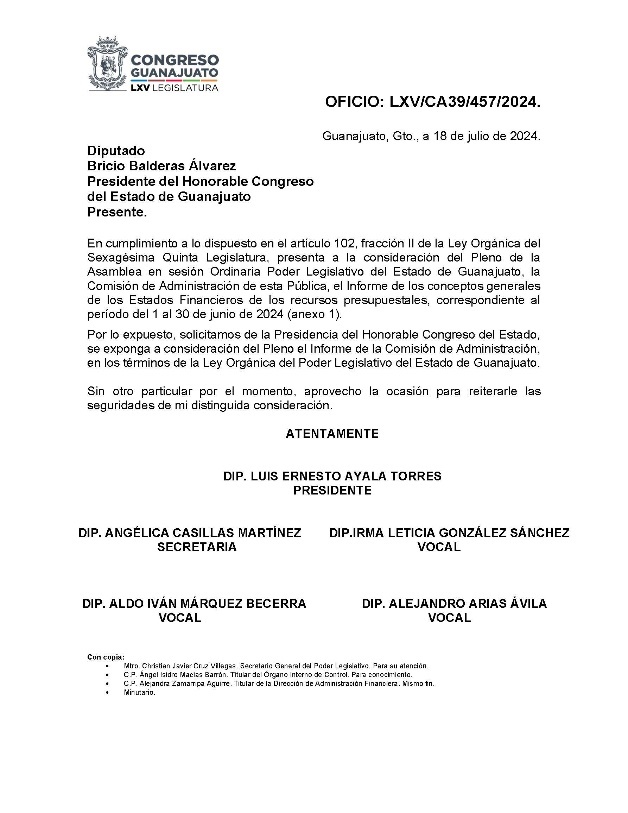 CONGRESO
GUANAJUATO
LXV LEGISLATURA
OFICIO: LXV/CA39/457/2024.
Guanajuato, Gto., a 18 de julio de 2024.
Diputado
Bricio Balderas Álvarez
Presidente del Honorable Congreso
del Estado de Guanajuato
Presente.
En cumplimiento a lo dispuesto en el artículo 102, fracción II de la Ley Orgánica del
Sexagésima Quinta Legislatura, presenta a la consideración del Pleno de la
Asamblea en sesión Ordinaria Poder Legislativo del Estado de Guanajuato, la
Comisión de Administración de esta Pública, el Informe de los conceptos generales
de los Estados Financieros de los recursos presupuestales, correspondiente al
período del 1 al 30 de junio de 2024 (anexo 1).
Por lo expuesto, solicitamos de la Presidencia del Honorable Congreso del Estado,
se exponga a consideración del Pleno el Informe de la Comisión de Administración,
en los términos de la Ley Orgánica del Poder Legislativo del Estado de Guanajuato.
Sin otro particular por el momento, aprovecho la ocasión para reiterarle las
seguridades de mi distinguida consideración.
ATENTAMENTE
DIP. LUIS ERNESTO AYALA TORRES
PRESIDENTE
DIP. ANGÉLICA CASILLAS MARTÍNEZ DIP.IRMA LETICIA GONZÁLEZ SÁNCHEZ
SECRETARIA VOCAL
DIP. ALDO IVÁN MÁRQUEZ BECERRA DIP. ALEJANDRO ARIAS ÁVILA
VOCAL VOCAL
Con copia:
• Mtro. Christian Javier Cruz Villegas. Secretario General del Poder Legislativo. Para su atención.
• C.P. Ángel Isidro Macías Barrón. Titular del Órgano Interno de Control. Para conocimiento.
• C.P. Alejandra Zamarripa Aguirre. Titular de la Dirección de Administración Financiera. Mismo fin.
• Minutario.